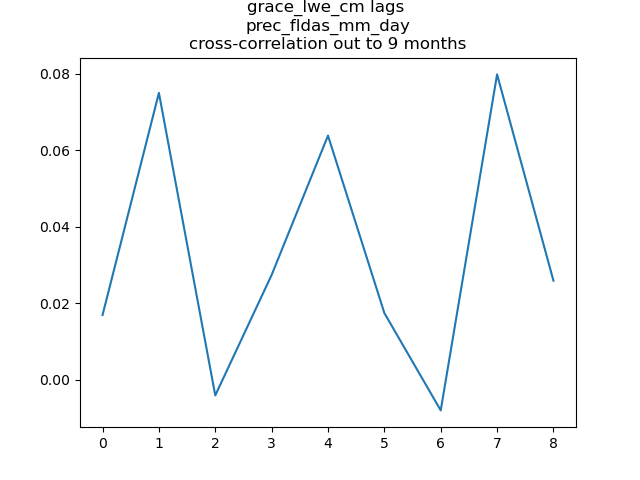 grace_lwe_cm lags
prec_fldas_mm_day
cross-correlation out to 9 months
0.08
0.06
0.04
0.02
0.00
0 1 2 3 4 5 6 7 8